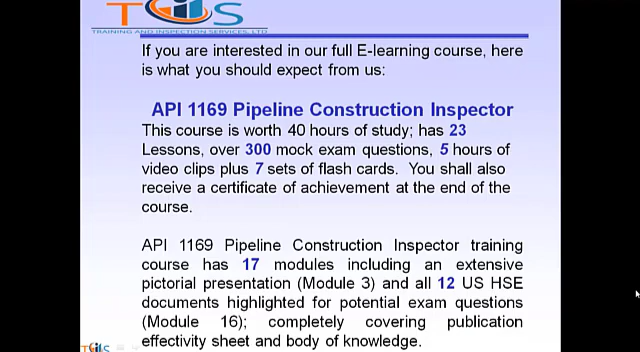 TIS
TRAINING AND INSPECTION SERVICES, LTD
If you are interested in our full E-learning course, here
is what you should expect from us:
API 1169 Pipeline Construction Inspector
This course is worth 40 hours of study; has 23
Lessons, over 300 mock exam questions, 5 hours of
video clips plus 7 sets of flash cards. You shall also
receive a certificate of achievement at the end of the
course.
API 1169 Pipeline Construction Inspector training
course has 17 modules including an extensive
pictorial presentation (Module 3) and all 12 US HSE
documents highlighted for potential exam questions
(Module 16); completely covering publication
effectivity sheet and body of knowledge.
TIS